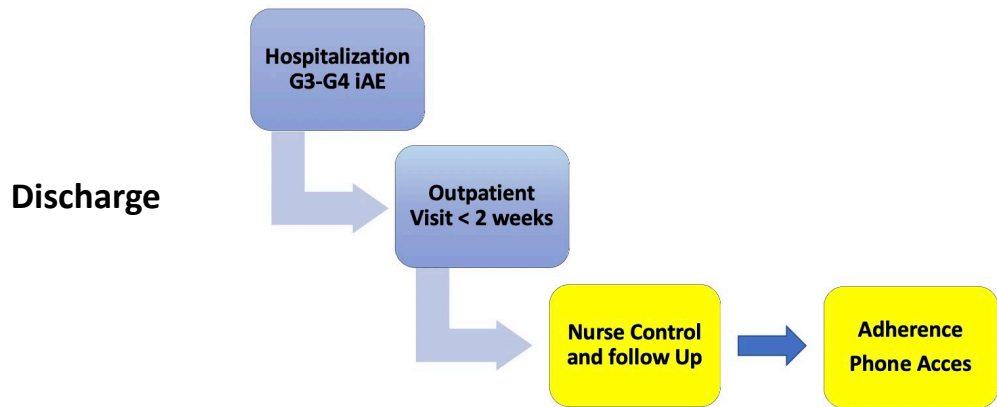 Hospitalization
G3-G4 iAE
Discharge
Outpatient
Visit < 2 weeks
Nurse Control
and follow Up
Adherence
Phone Acces